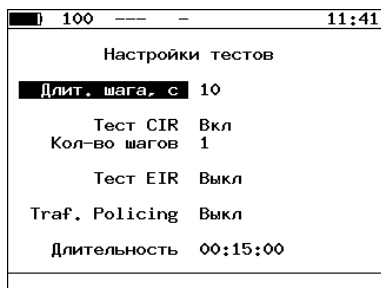 100 --- - 11:41
Настройки тестов
Длит. шага, с 10
Тест CIR Вкл
Кол-во шагов 1
Тест EIR Выкл
Traf. Policing Выкл
Длительность 00:15:00